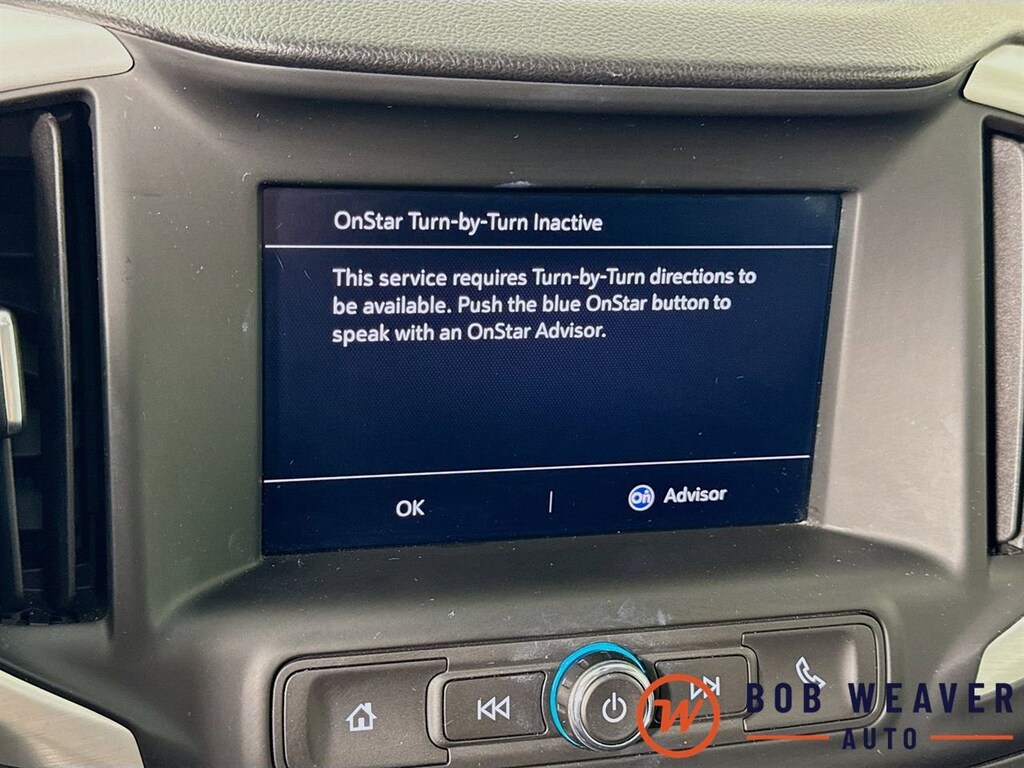 OnStar Turn-by-Turn Inactive
This service requires Turn-by-Turn directions to
be available. Push the blue OnStar button to
speak with an OnStar Advisor.
OK | On Advisor
W BOB WEAVER
AUTO